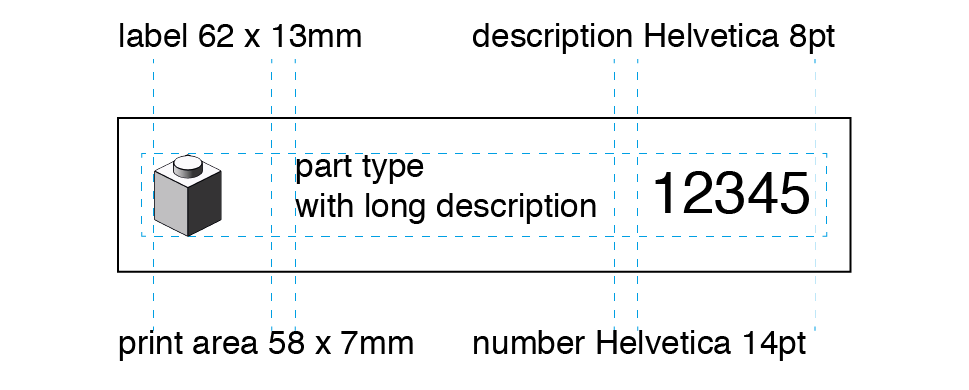 label 62 x 13mm
description Helvetica 8pt
part type
with long description
12345
print area 58 x 7mm
number Helvetica 14pt